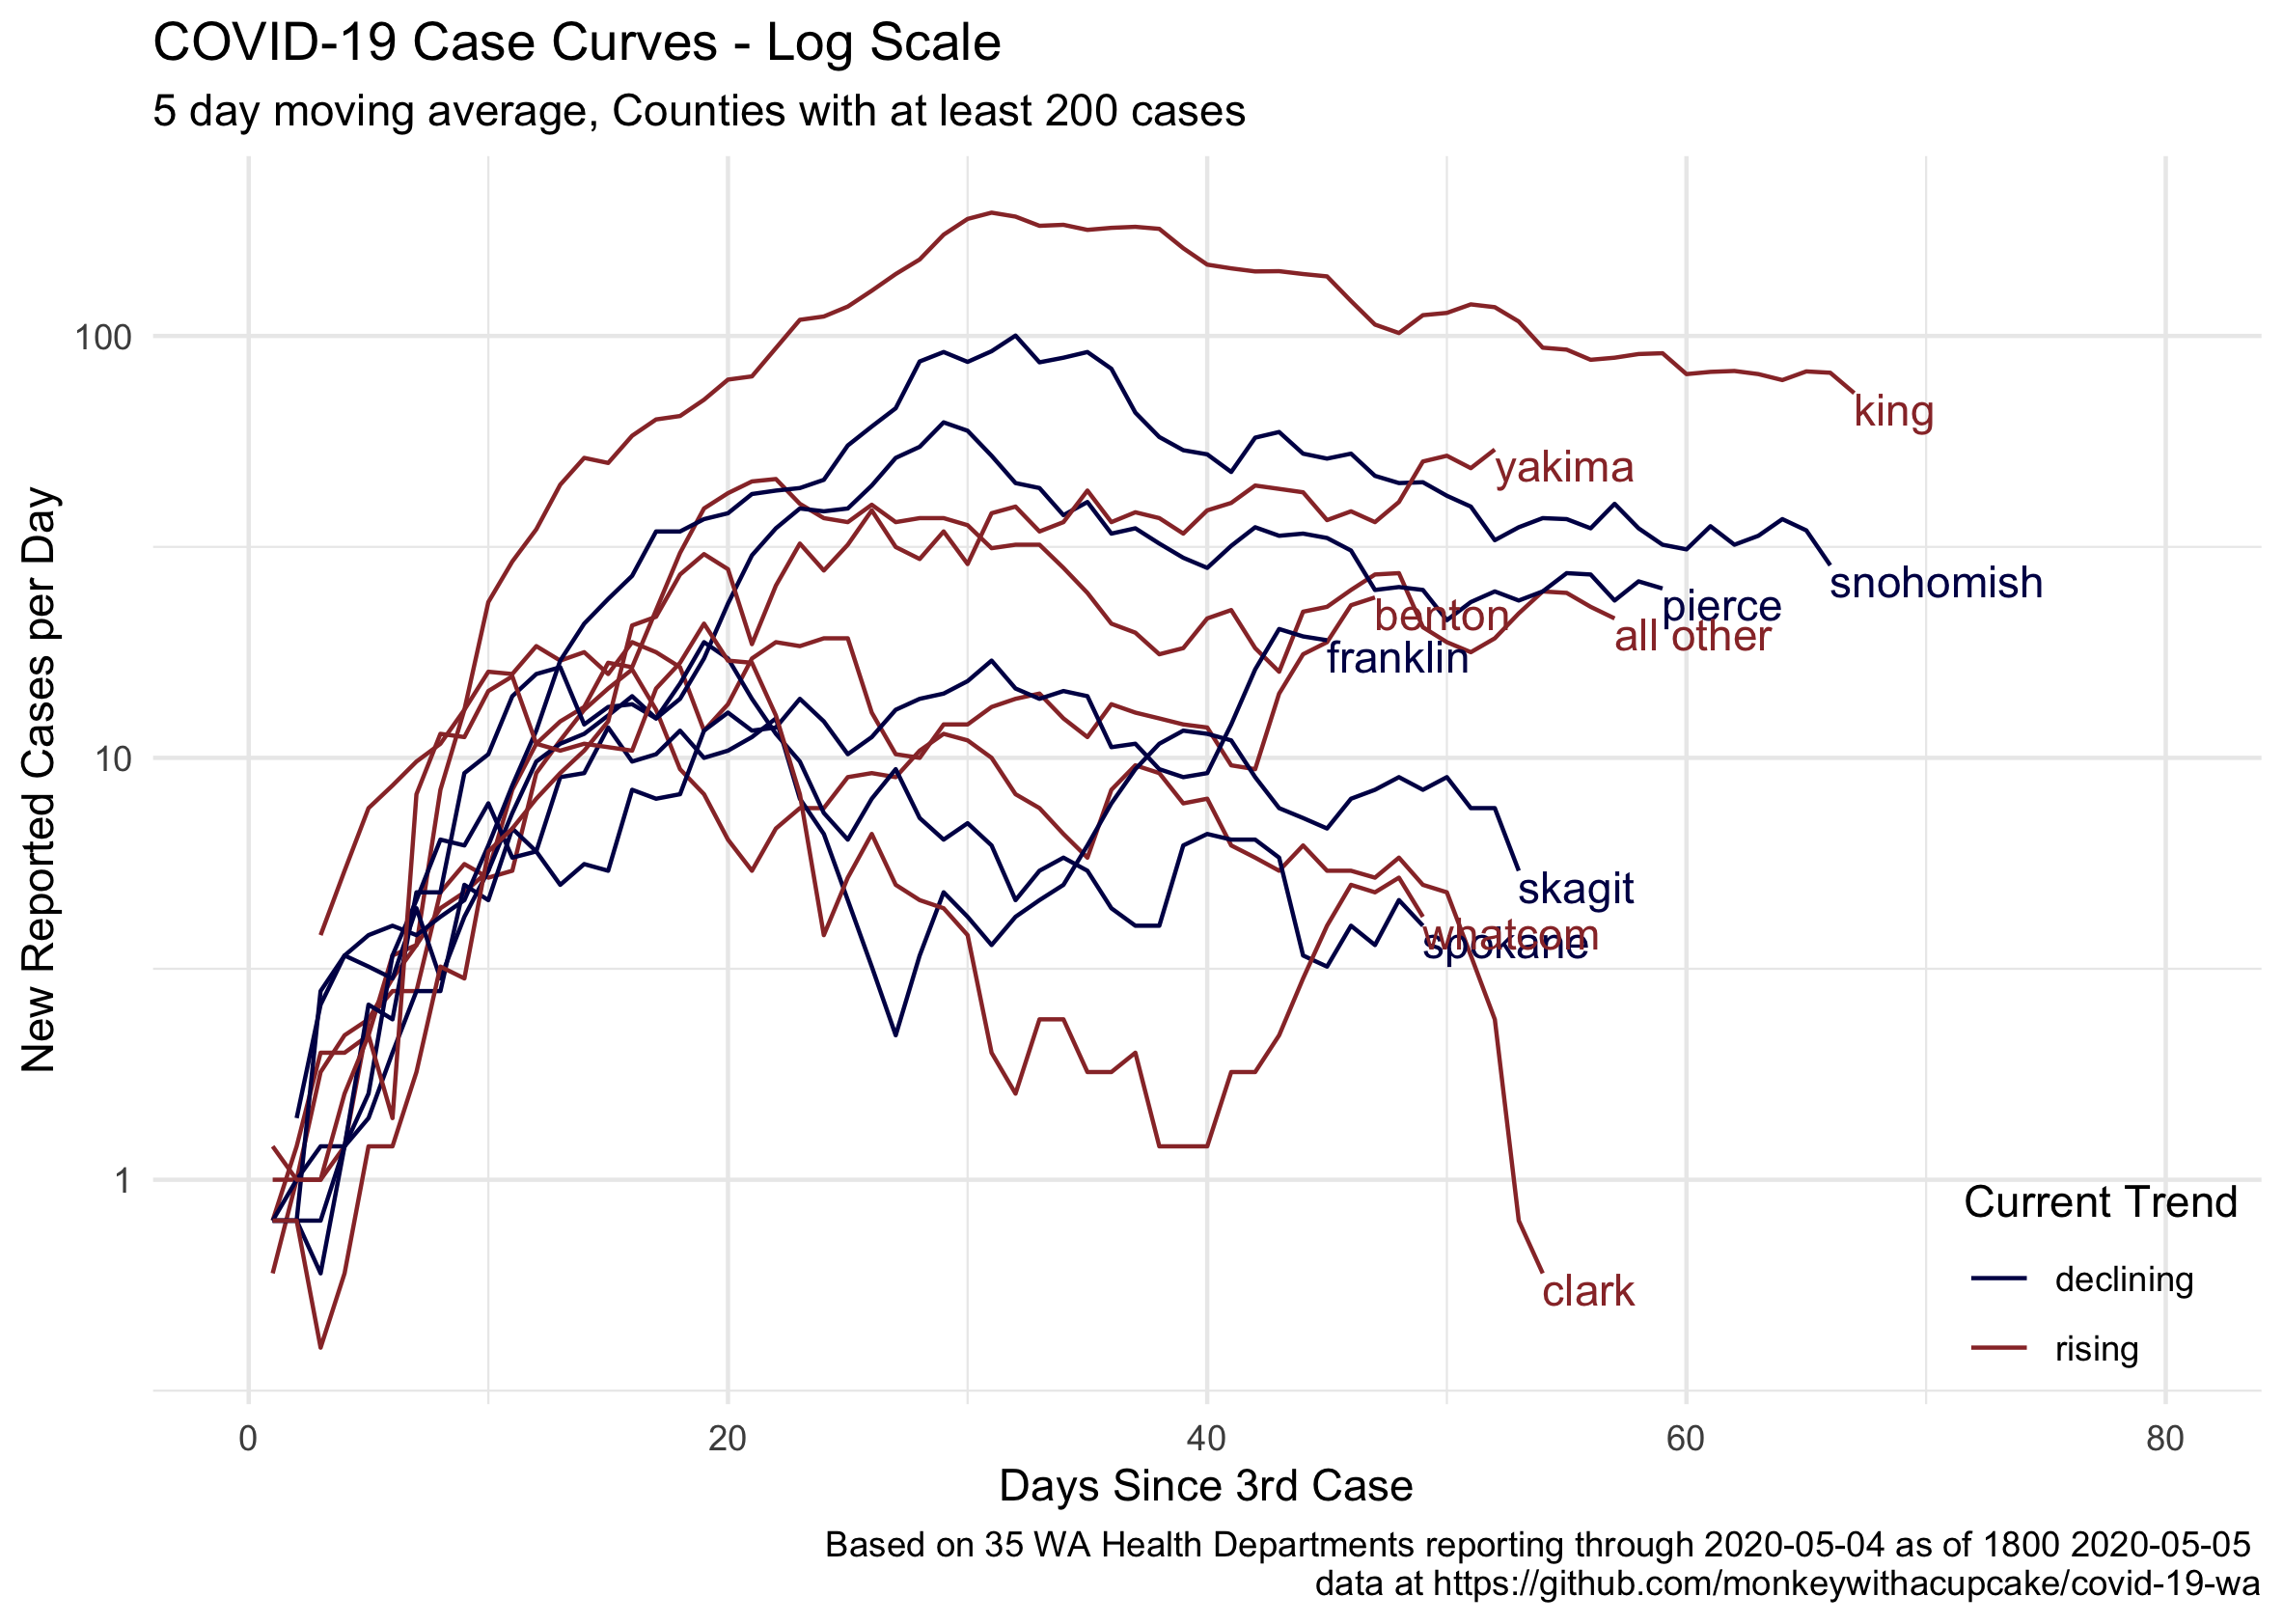 COVID-19 Case Curves - Log Scale
5 day moving average, Counties with at least 200 cases
New Reported Cases per Day
100
10
1
king
yakima
snohomish
pierce
benton
all other
franklin
skagit
whatcom
spokane
clark
Current Trend
declining
rising
0 20 40 60 80
Days Since 3rd Case
Based on 35 WA Health Departments reporting through 2020-05-04 as of 1800 2020-05-05
data at https://github.com/monkeywithacupcake/covid-19-wa